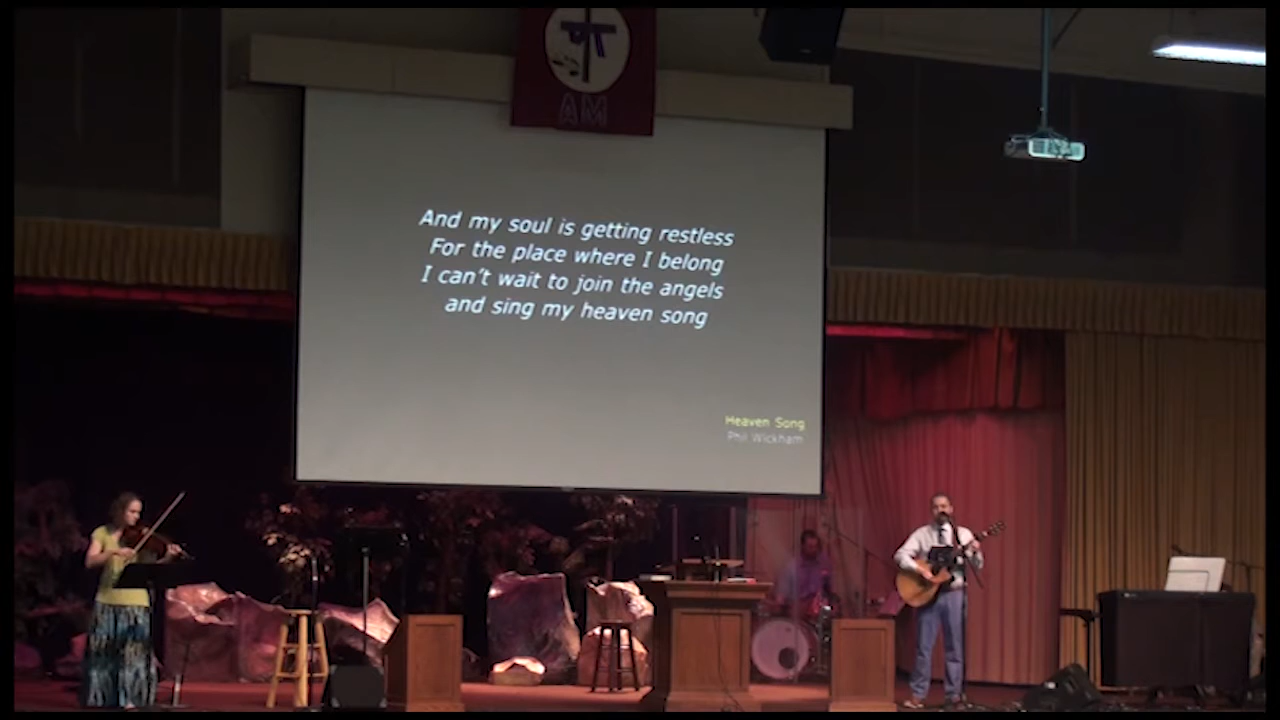 AM
And my soul is getting restless
For the place where I belong
I can't wait to join the angels
and sing my heaven song
Heaven Song
Phil Wickham